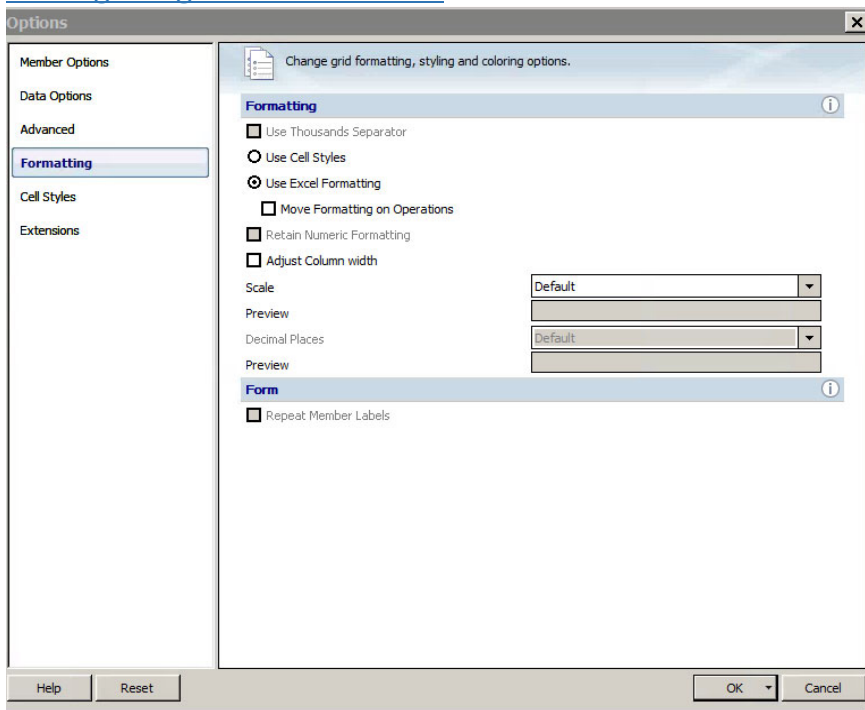 Options
Member Options
Data Options
Advanced
Formatting
Cell Styles
Extensions
Change grid formatting, styling and coloring options.
Formatting
Use Thousands Separator
Use Cell Styles
Use Excel Formatting
Move Formatting on Operations
Retain Numeric Formatting
Adjust Column width
Scale Default
Preview
Decimal Places Default
Preview
Form
Repeat Member Labels
Help Reset OK Cancel